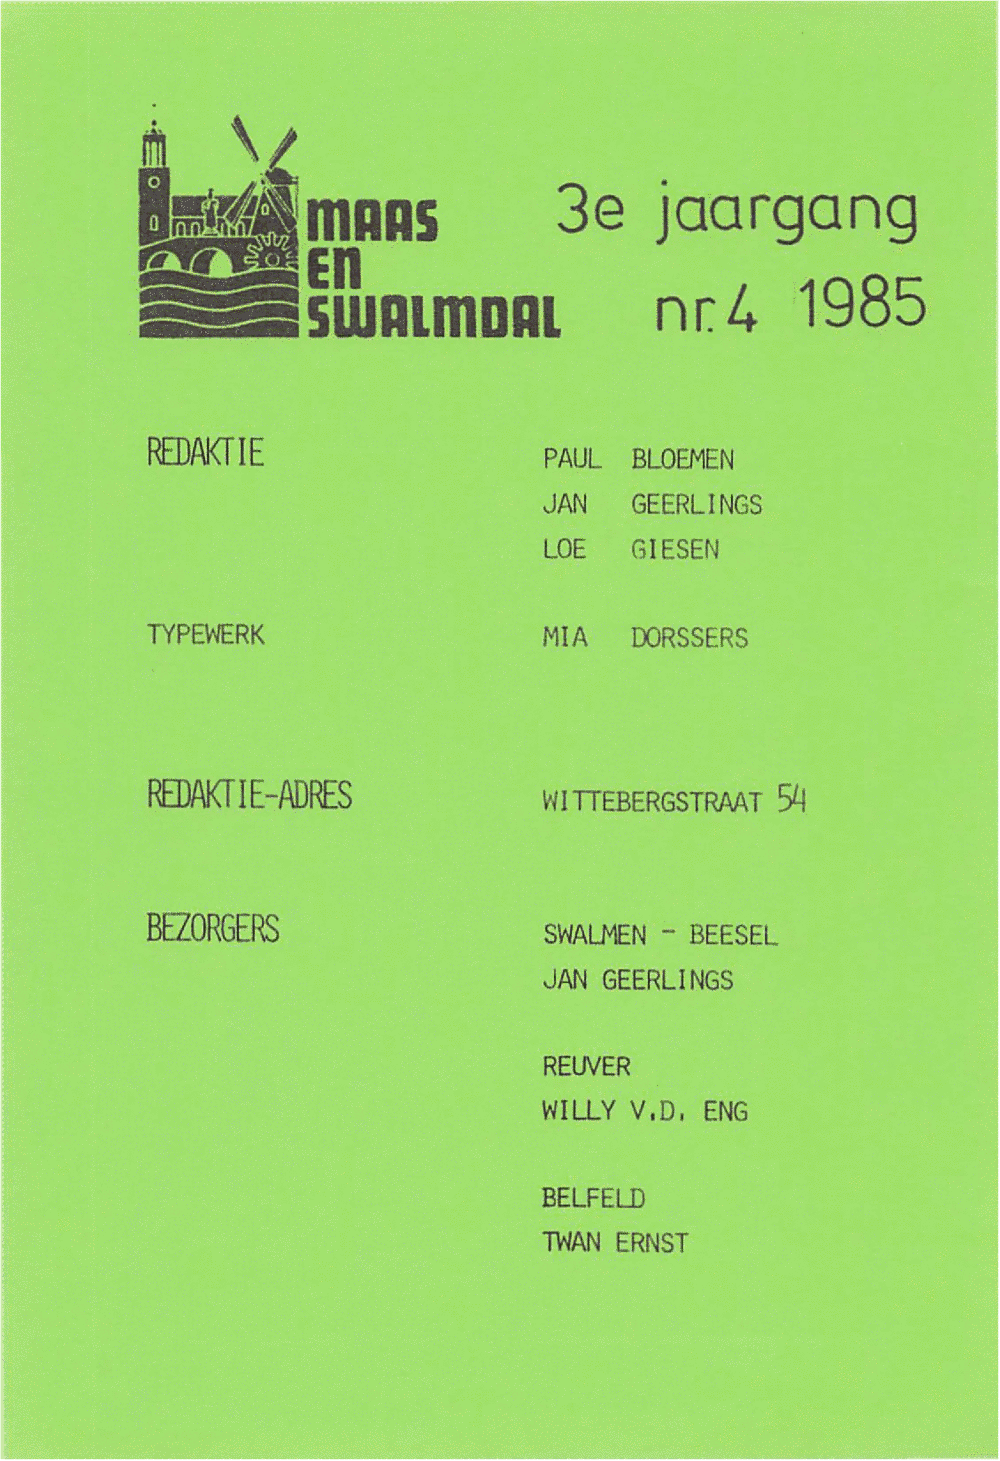 MAAS
EN
SWALMDAL
3e jaargang
nr. 4 1985
REDAKTIE
PAUL BLOEMEN
JAN GEERLINGS
LOE GIESEN
TYPEWERK
MIA DORSSERS
REDAKTIE-ADRES
WITTEBERGSTRAAT 54
BEZORGERS
SWALMEN - BEESEL
JAN GEERLINGS
REUVER
WILLY V.D. ENG
BELFELD
TWAN ERNST